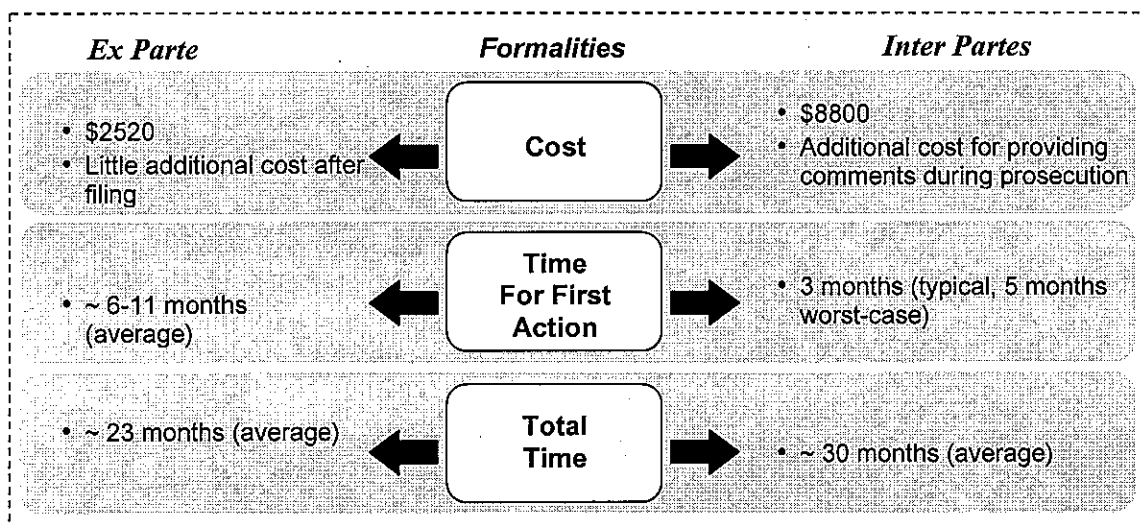 Ex Parte
Formalities
Inter Partes
• $2520
• Little additional cost after
filing
Cost
• $8800
• Additional cost for providing
comments during prosecution
• ~ 6-11 months
(average)
Time
For First
Action
• 3 months (typical, 5 months
worst-case)
• ~ 23 months (average)
Total
Time
• ~ 30 months (average)